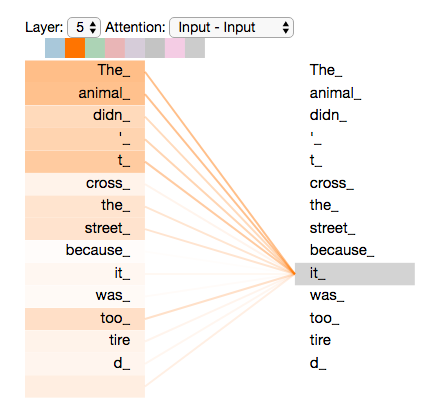 Layer: 5 Attention: Input - Input
The_ The_
animal_ animal_
didn_ didn_
'_ '_
t_ t_
cross_ cross_
the_ the_
street_ street_
because_ because_
it_ it_
was_ was_
too_ too_
tire tire
d_ d_